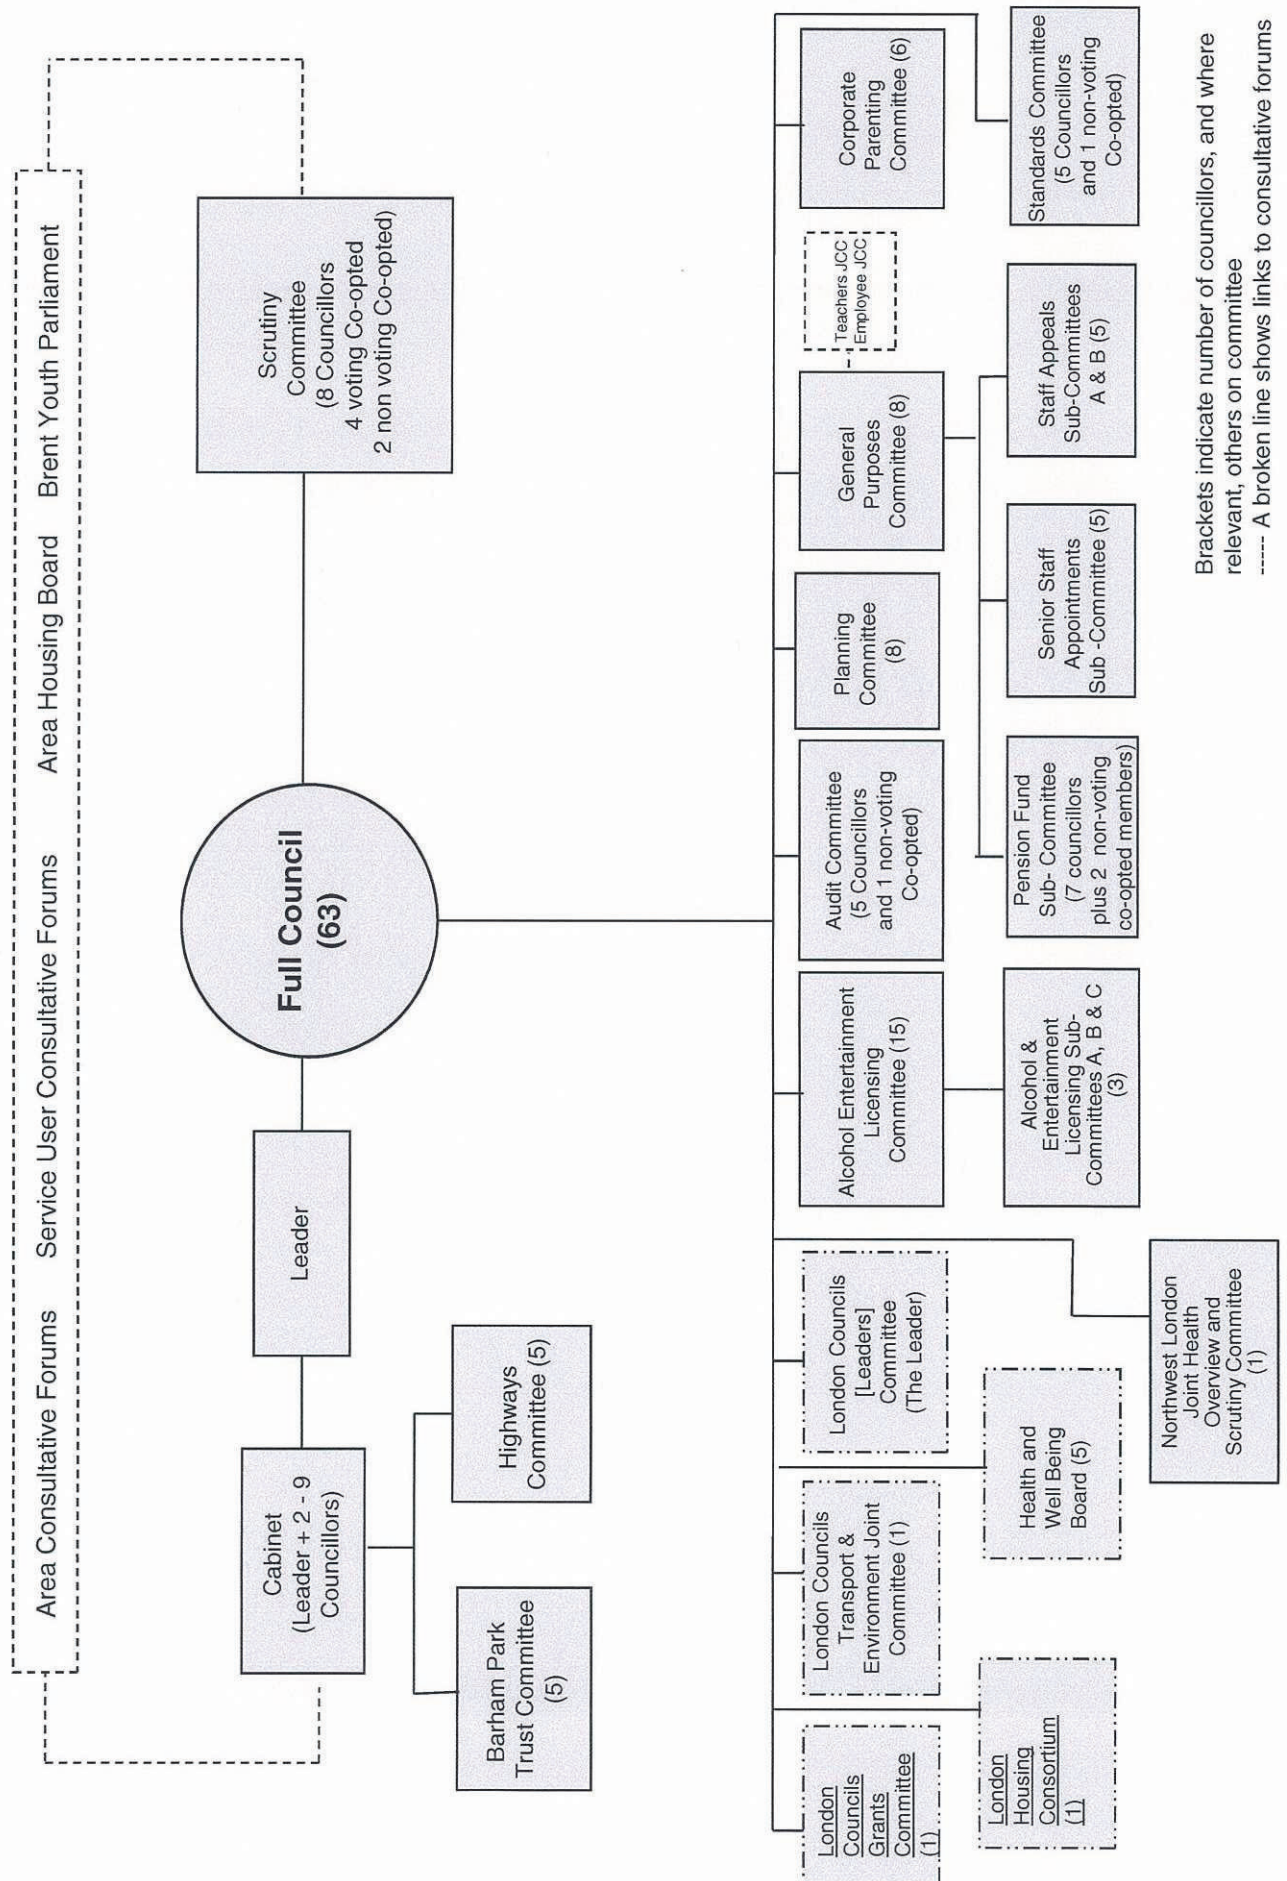 Area Consultative Forums Service User Consultative Forums Area Housing Board Brent Youth Parliament
Cabinet
(Leader + 2 - 9
Councillors)
Leader
Full Council
(63)
Scrutiny
Committee
(8 Councillors
4 voting Co-opted
2 non voting Co-opted)
Barham Park
Trust Committee
(5)
Highways
Committee (5)
London
Councils
Grants
Committee
(1)
London Councils
Transport &
Environment Joint
Committee (1)
London Councils
[Leaders]
Committee
(The Leader)
Alcohol Entertainment
Licensing
Committee (15)
Audit Committee
(5 Councillors
and 1 non-voting
Co-opted)
Planning
Committee
(8)
General
Purposes
Committee (8)
Teachers JCC
Employee JCC
Corporate
Parenting
Committee (6)
London
Housing
Consortium
(1)
Health and
Well Being
Board (5)
Northwest London
Joint Health
Overview and
Scrutiny Committee
(1)
Alcohol &
Entertainment
Licensing Sub-
Committees A, B & C
(3)
Pension Fund
Sub- Committee
(7 councillors
plus 2 non-voting
co-opted members)
Senior Staff
Appointments
Sub -Committee (5)
Staff Appeals
Sub-Committees
A & B (5)
Standards Committee
(5 Councillors
and 1 non-voting
Co-opted)
Brackets indicate number of councillors, and where
relevant, others on committee
----- A broken line shows links to consultative forums